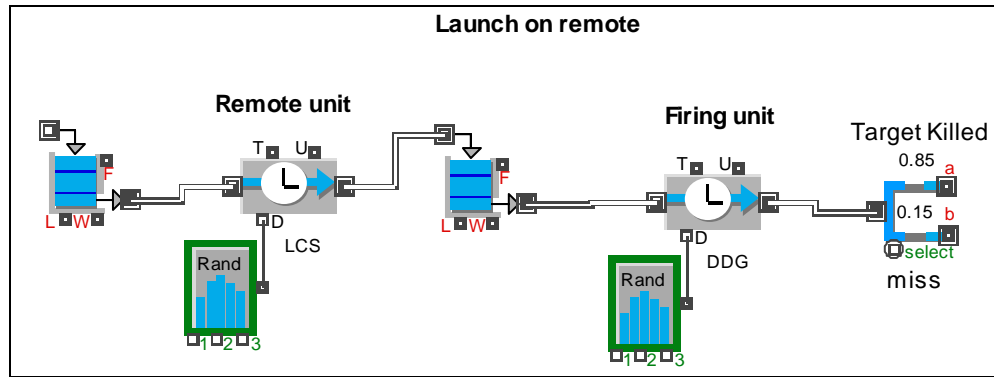 Launch on remote
Remote unit
Firing unit
Target Killed
T U
T U
F
F
0.85 a
0.15 b
L W
L W
D
D
select
LCS
DDG
miss
Rand
Rand
1 2 3
1 2 3